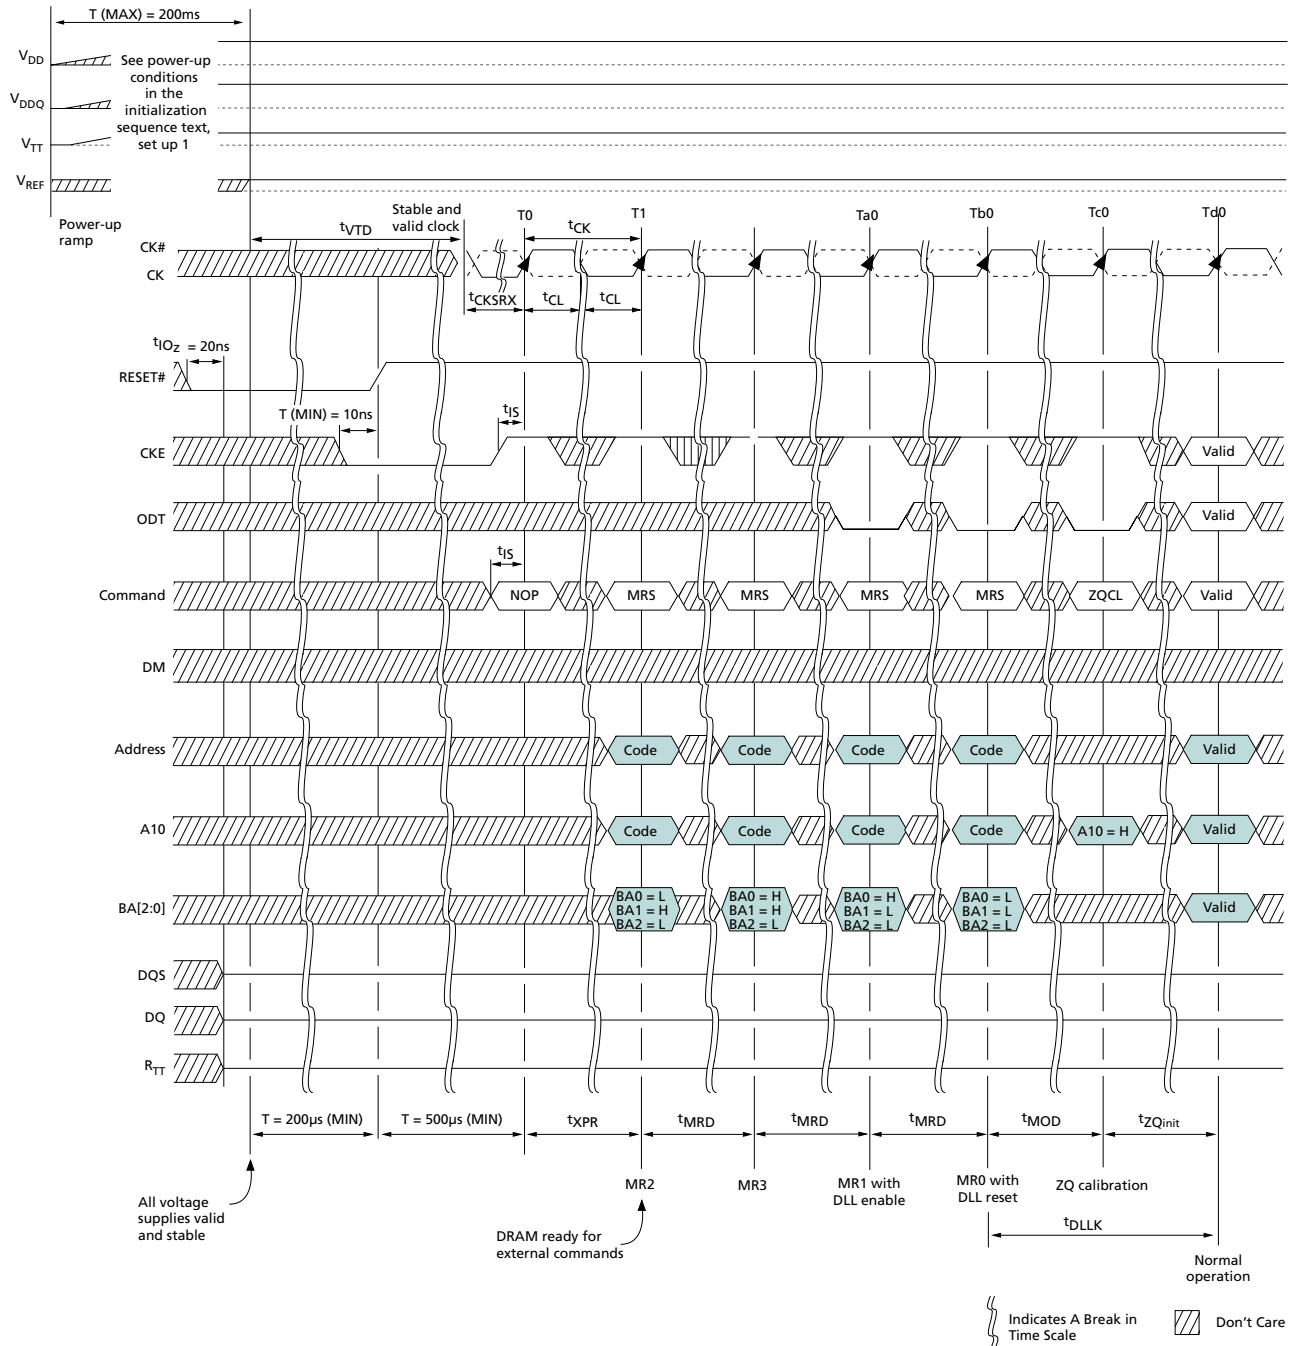 T (MAX) = 200ms
VDD
See power-up
conditions
in the
initialization
sequence text,
set up 1
VDDQ
VTT
VREF
Power-up
ramp
tVTD
Stable and
valid clock
T0
T1
Ta0
Tb0
Tc0
Td0
tCK
CK#
CK
tCKSRX
tCL
tCL
tIOz = 20ns
RESET#
T (MIN) = 10ns
tIS
CKE
Valid
ODT
Valid
tIS
Command
NOP
MRS
MRS
MRS
MRS
ZQCL
Valid
DM
Address
Code
Code
Code
Code
Valid
A10
Code
Code
Code
Code
A10 = H
Valid
BA[2:0]
BA0 = L
BA1 = H
BA2 = L
BA0 = H
BA1 = H
BA2 = L
BA0 = H
BA1 = L
BA2 = L
BA0 = L
BA1 = L
BA2 = L
Valid
DQS
DQ
RTT
T = 200µs (MIN)
T = 500µs (MIN)
tXPR
tMRD
tMRD
tMRD
tMOD
tZQinit
MR2
MR3
MR1 with
DLL enable
MR0 with
DLL reset
ZQ calibration
All voltage
supplies valid
and stable
DRAM ready for
external commands
tDLLK
Normal
operation
Indicates A Break in
Time Scale
Don't Care